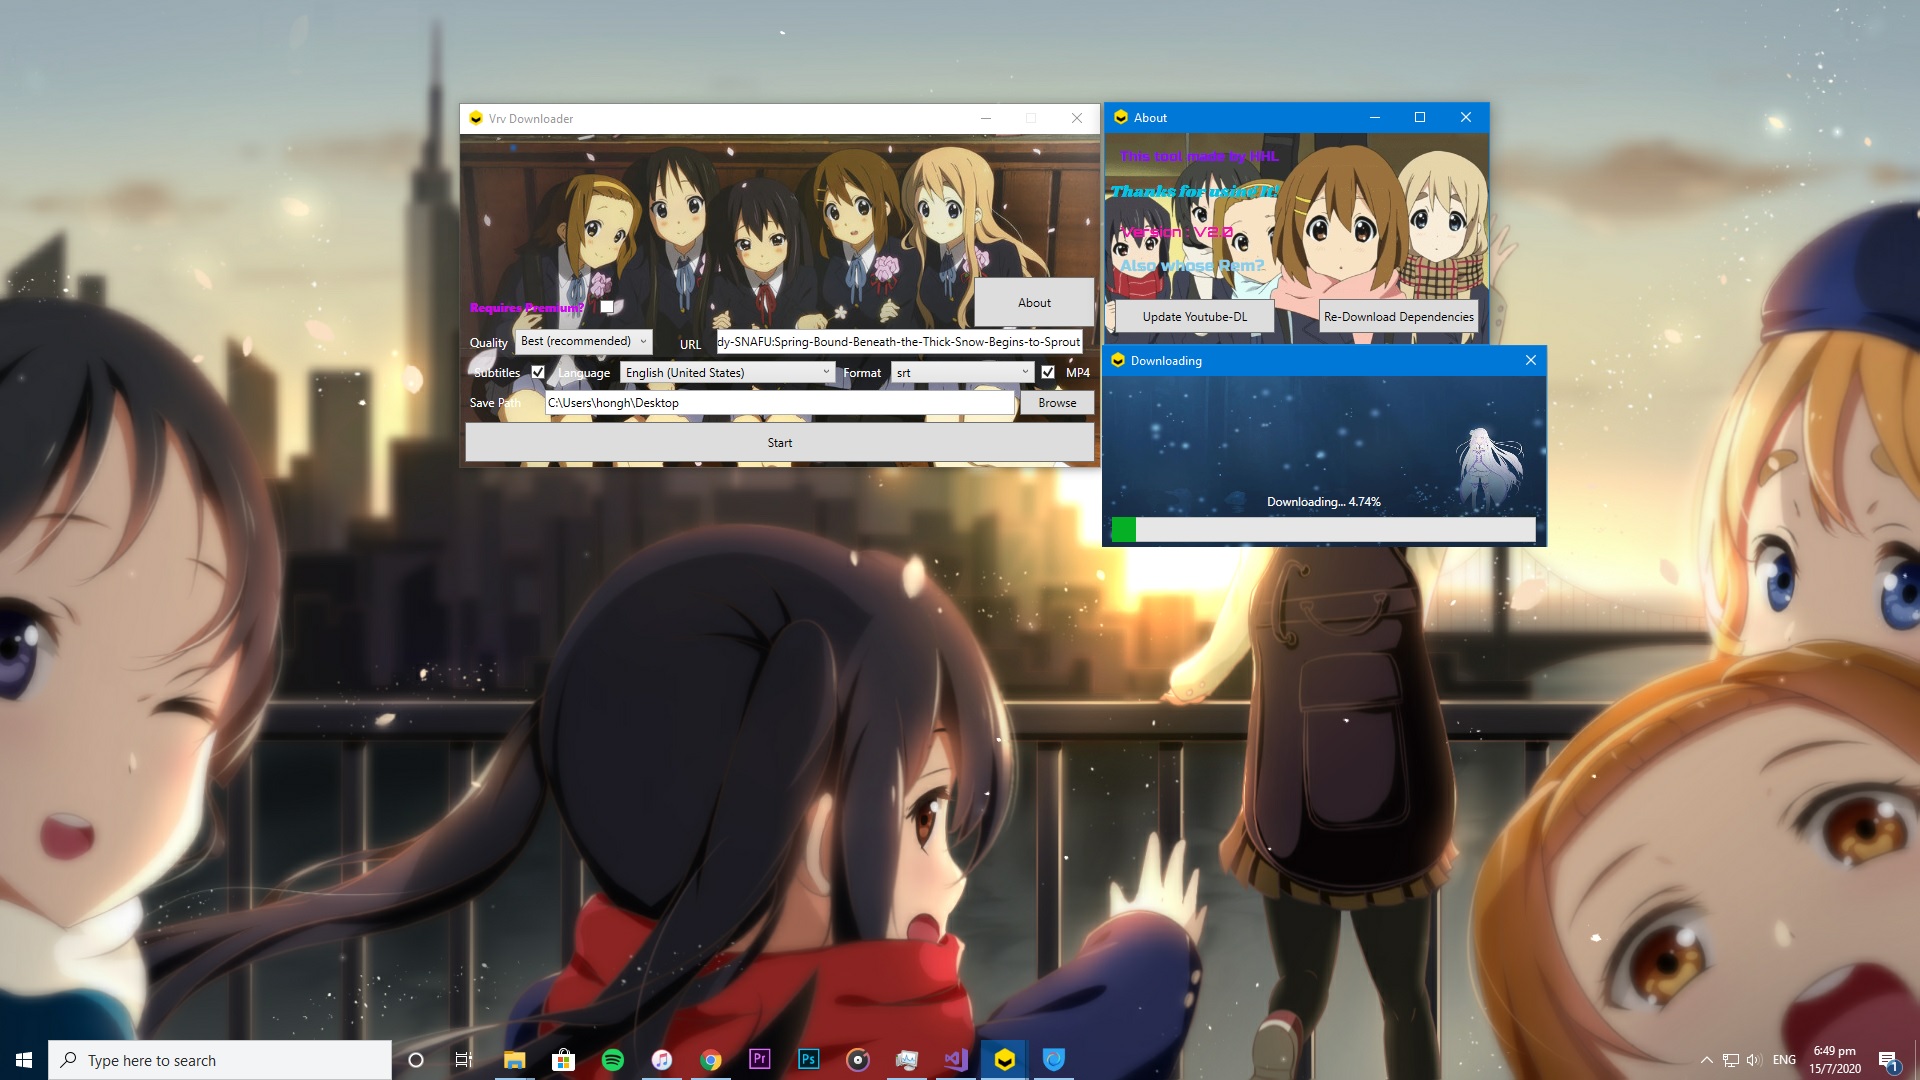 Vrv Downloader
Requires Premium?
About
Quality
Best (recommended)
URL
dy-SNAFU:Spring-Bound-Beneath-the-Thick-Snow-Begins-to-Sprout
Subtitles
Language
English (United States)
Format
srt
MP4
Save Path
C:\Users\hongh\Desktop
Browse
Start
About
This tool made by HHL
Thanks for using it!
Version : V2.0
Also whose Rem?
Update Youtube-DL
Re-Download Dependencies
Downloading
Downloading... 4.74%
Type here to search
Pr
Ps
ENG
6:49 pm
15/7/2020
1